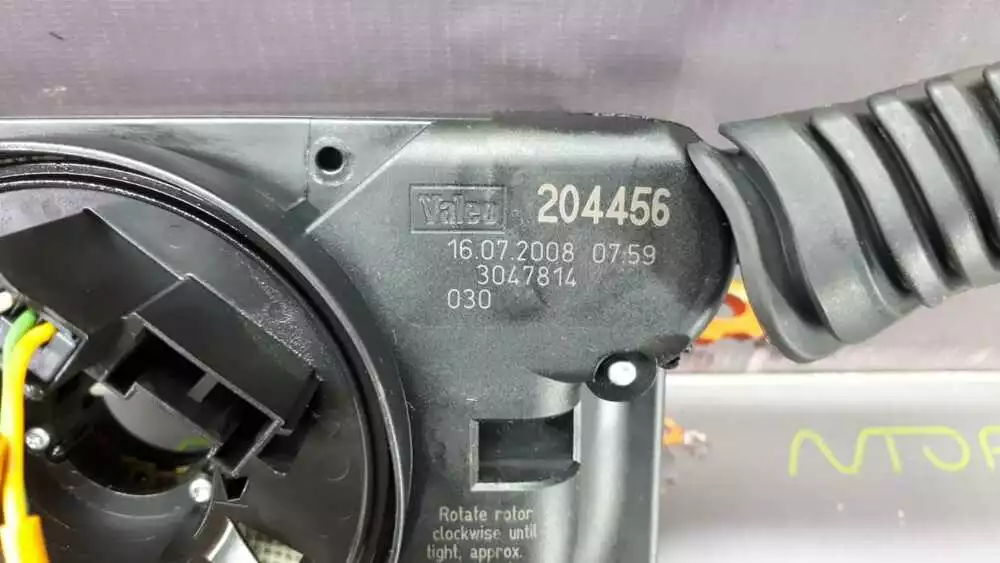 Valeo
204456
16.07.2008 07:59
3047814
030
Rotate rotor
clockwise until
tight, approx.